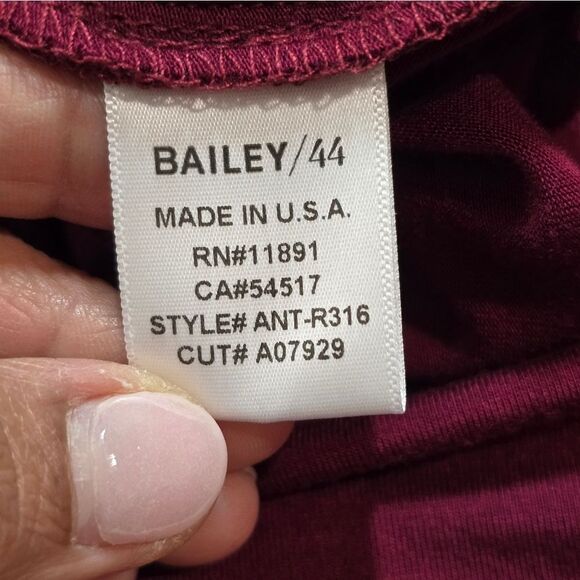 BAILEY/44
MADE IN U.S.A.
RN#11891
CA#54517
STYLE# ANT-R316
CUT# A07929